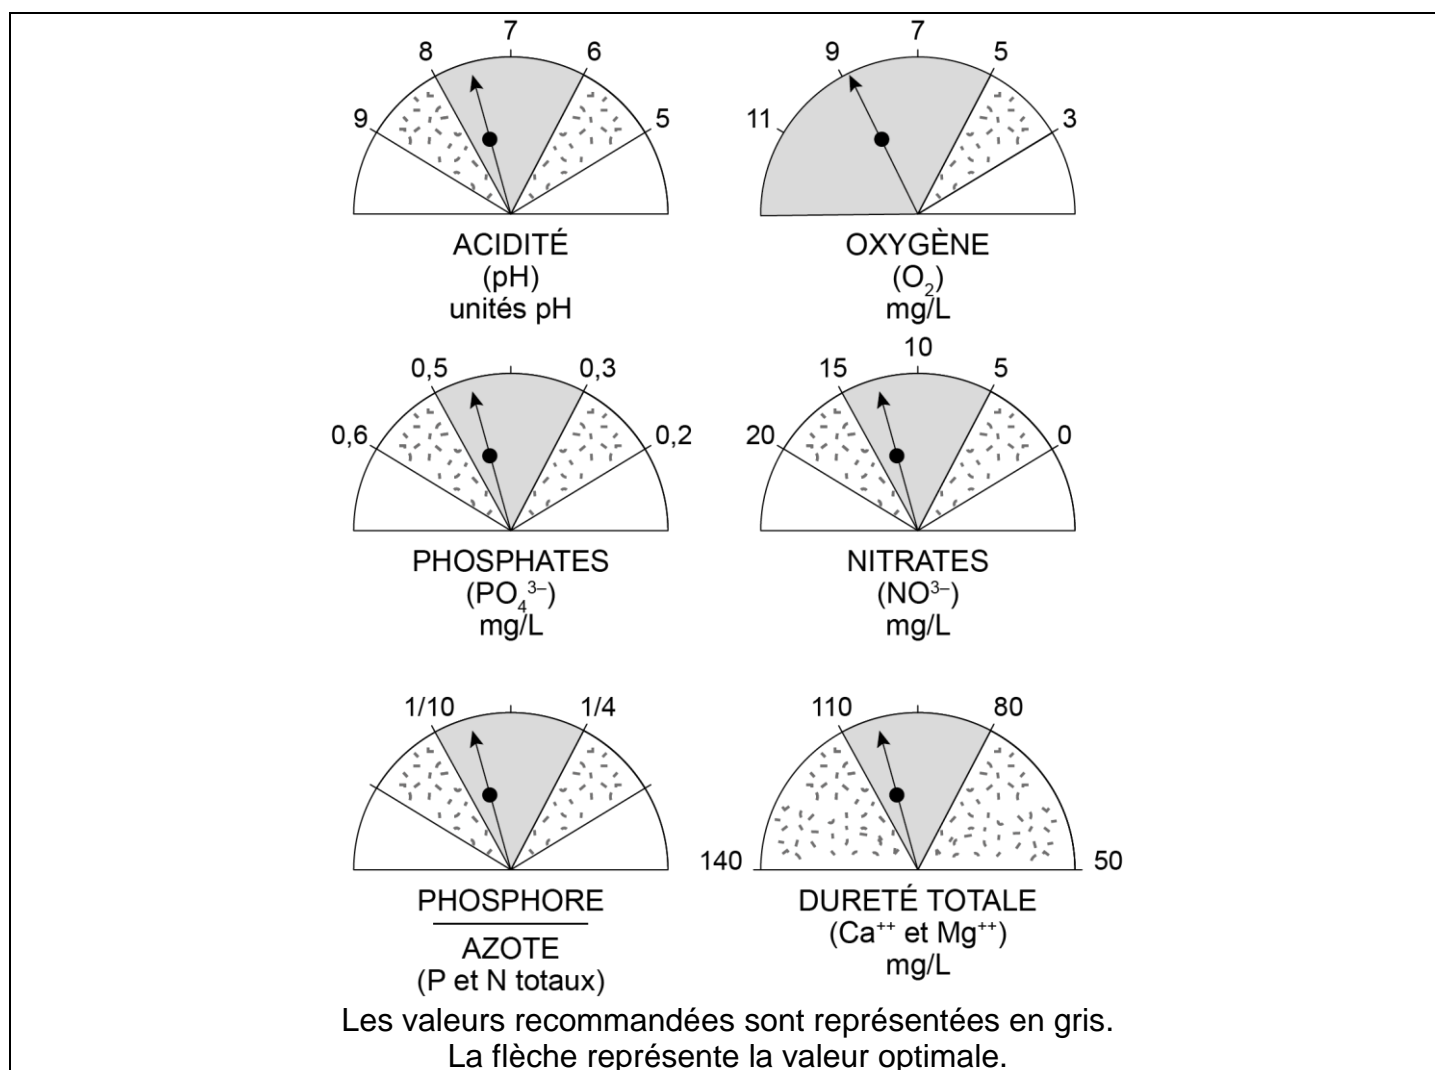 7
8 6
9 5
ACIDITÉ
(pH)
unités pH
7
9 5
11 3
OXYGÈNE
(O₂)
mg/L
0,5 0,3
0,6 0,2
PHOSPHATES
(PO₄³⁻)
mg/L
10
15 5
20 0
NITRATES
(NO³⁻)
mg/L
1/10 1/4
PHOSPHORE
AZOTE
(P et N totaux)
110 80
140 50
DURETÉ TOTALE
(Ca⁺⁺ et Mg⁺⁺)
mg/L
Les valeurs recommandées sont représentées en gris.
La flèche représente la valeur optimale.